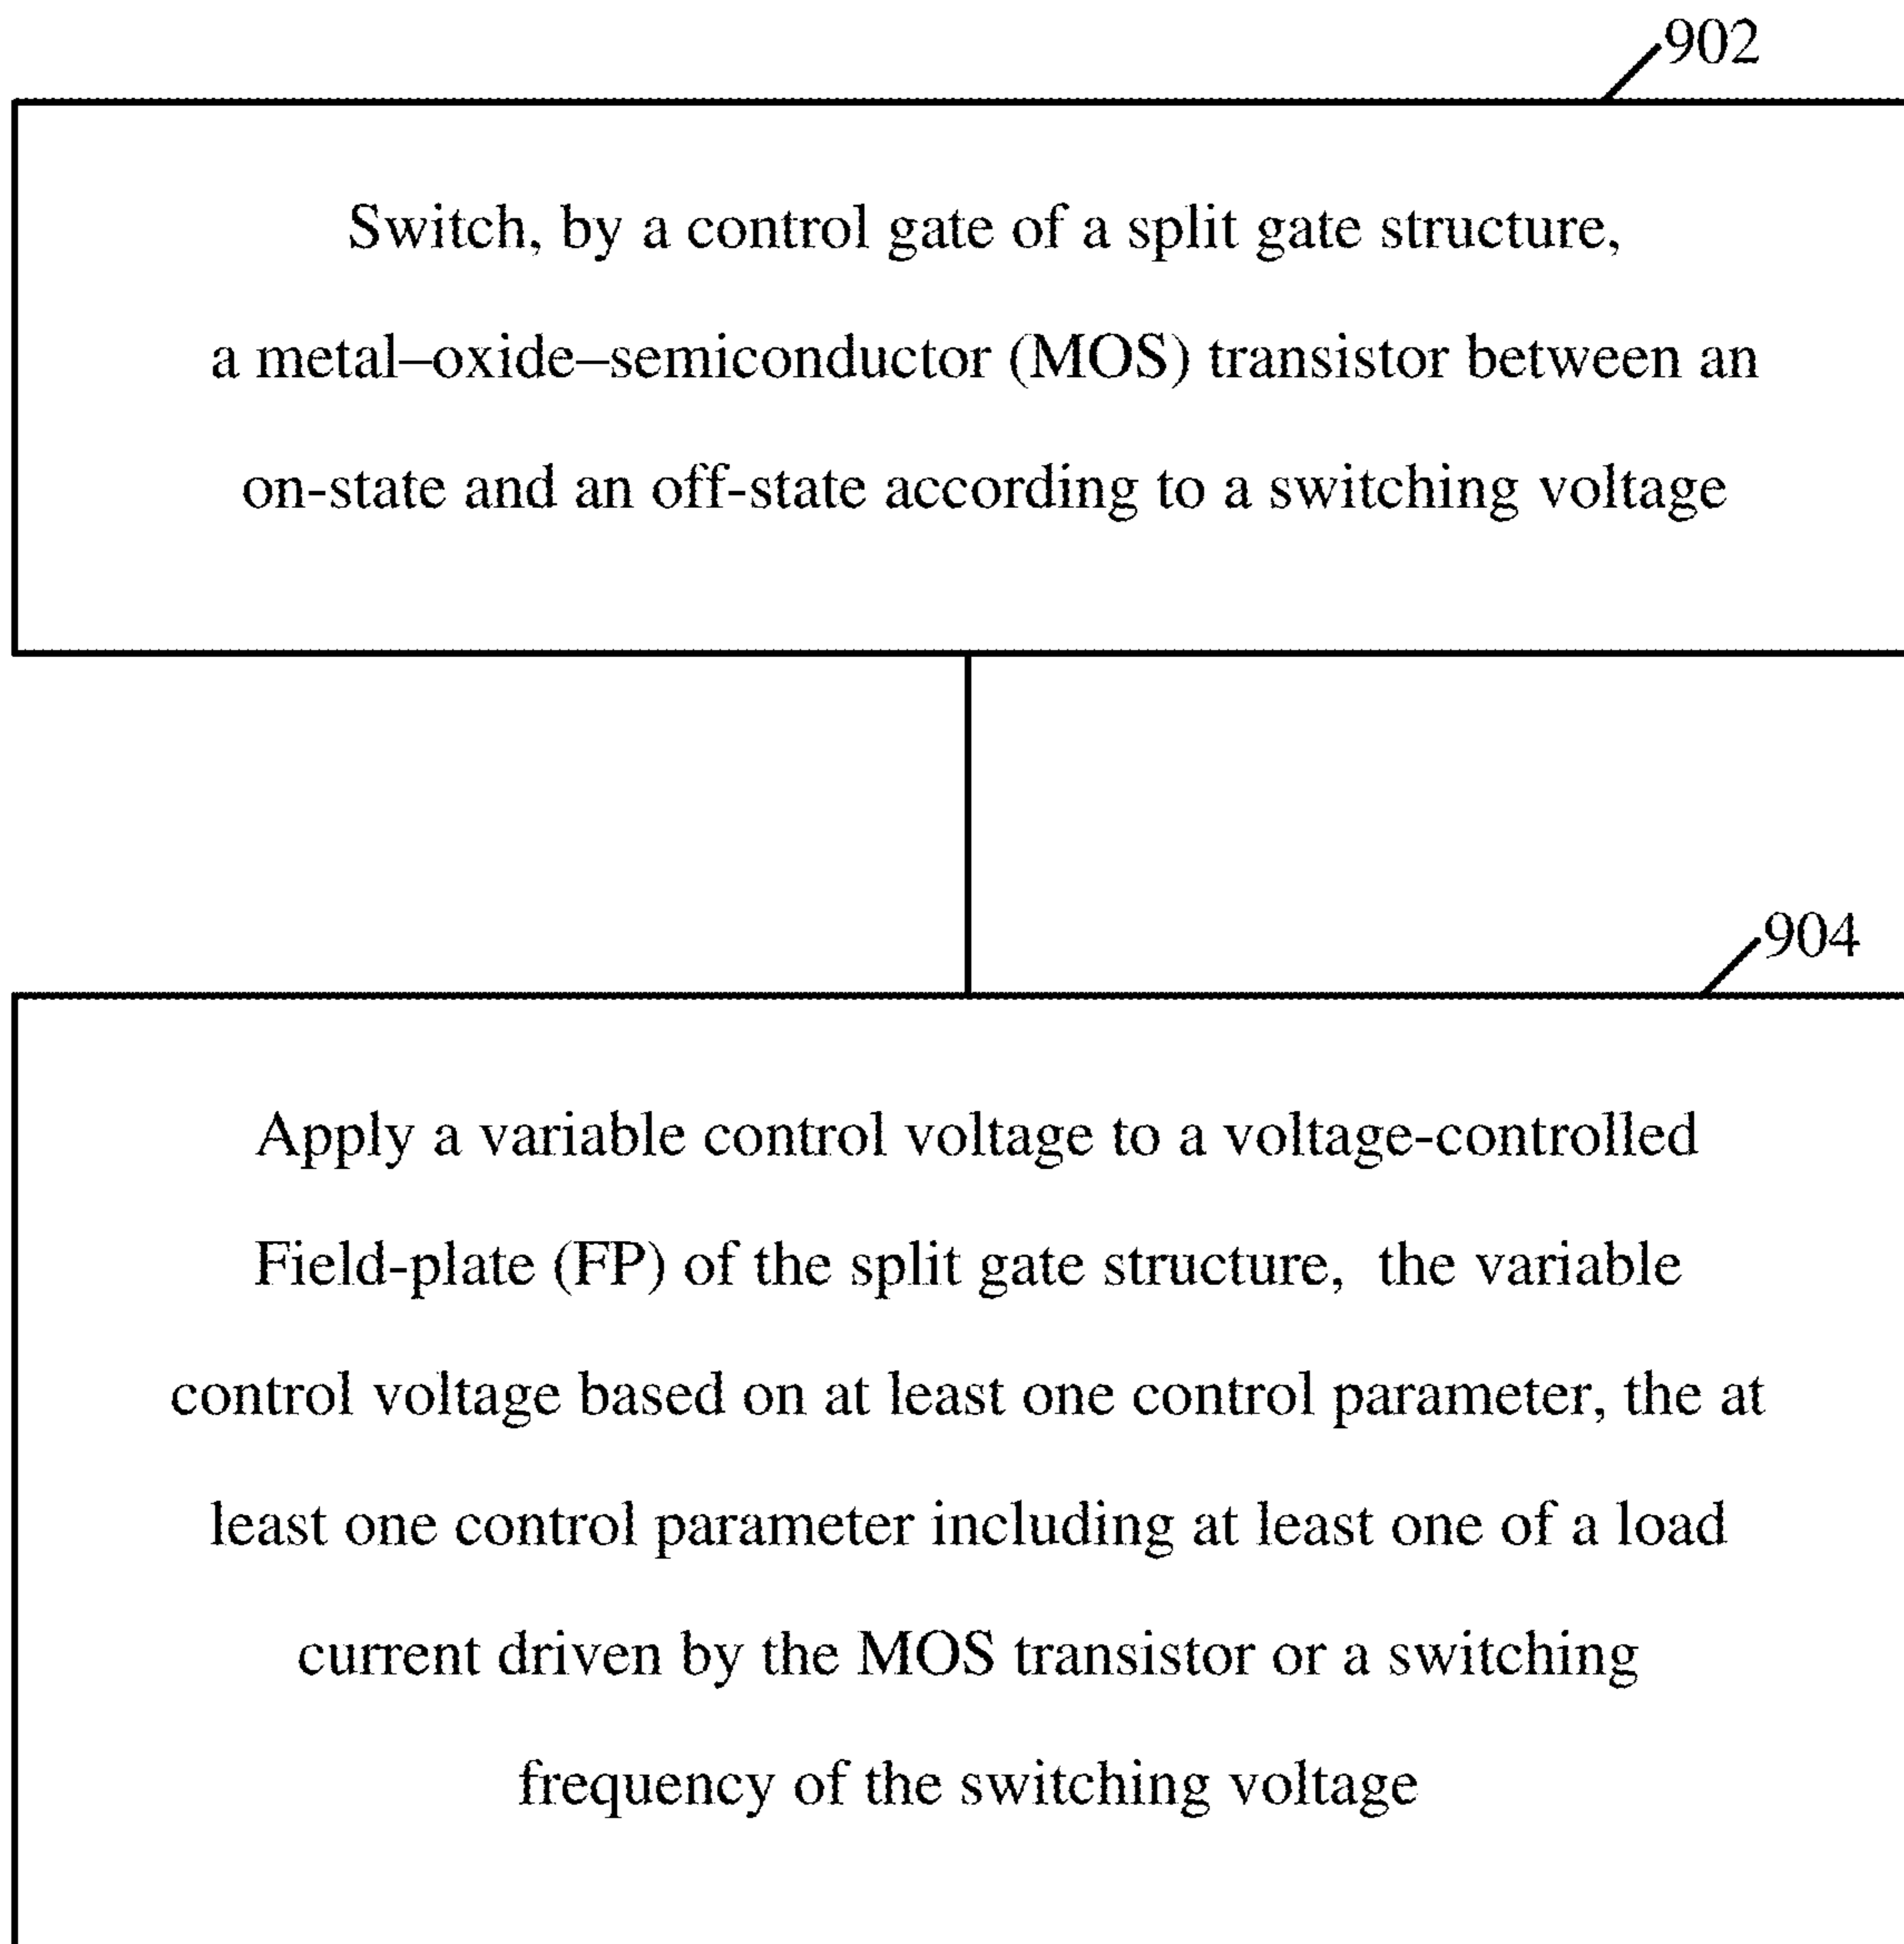 902
Switch, by a control gate of a split gate structure,
a metal–oxide–semiconductor (MOS) transistor between an
on-state and an off-state according to a switching voltage
904
Apply a variable control voltage to a voltage-controlled
Field-plate (FP) of the split gate structure,  the variable
control voltage based on at least one control parameter, the at
least one control parameter including at least one of a load
current driven by the MOS transistor or a switching
frequency of the switching voltage